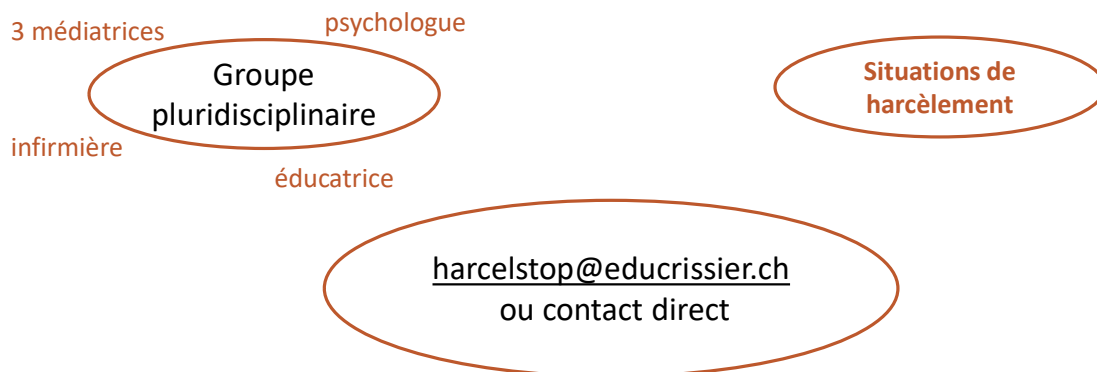 3 médiatrices
psychologue
Groupe
pluridisciplinaire
infirmière
éducatrice
Situations de
harcèlement
harcelstop@educrissier.ch
ou contact direct